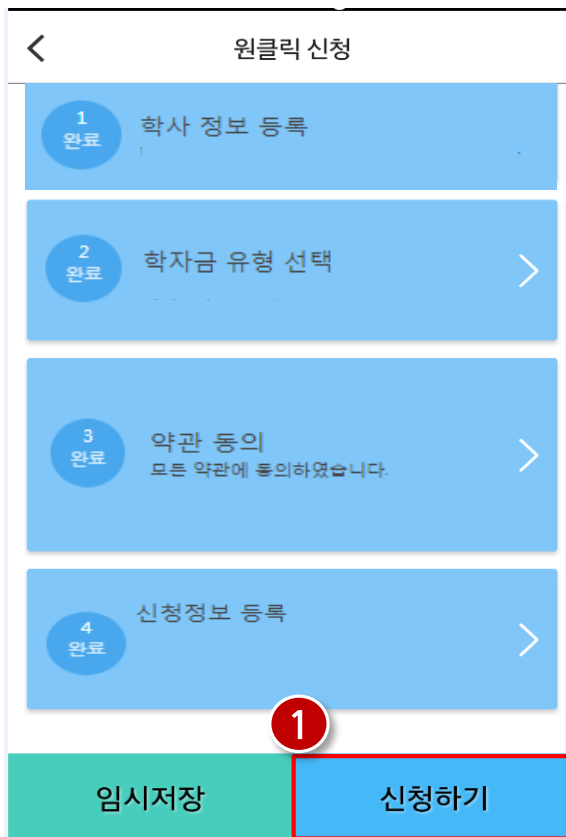 원클릭 신청
1
완료
학사 정보 등록
2
완료
학자금 유형 선택
3
완료
약관 동의
모든 약관에 동의하였습니다.
4
완료
신청정보 등록
1
임시저장
신청하기